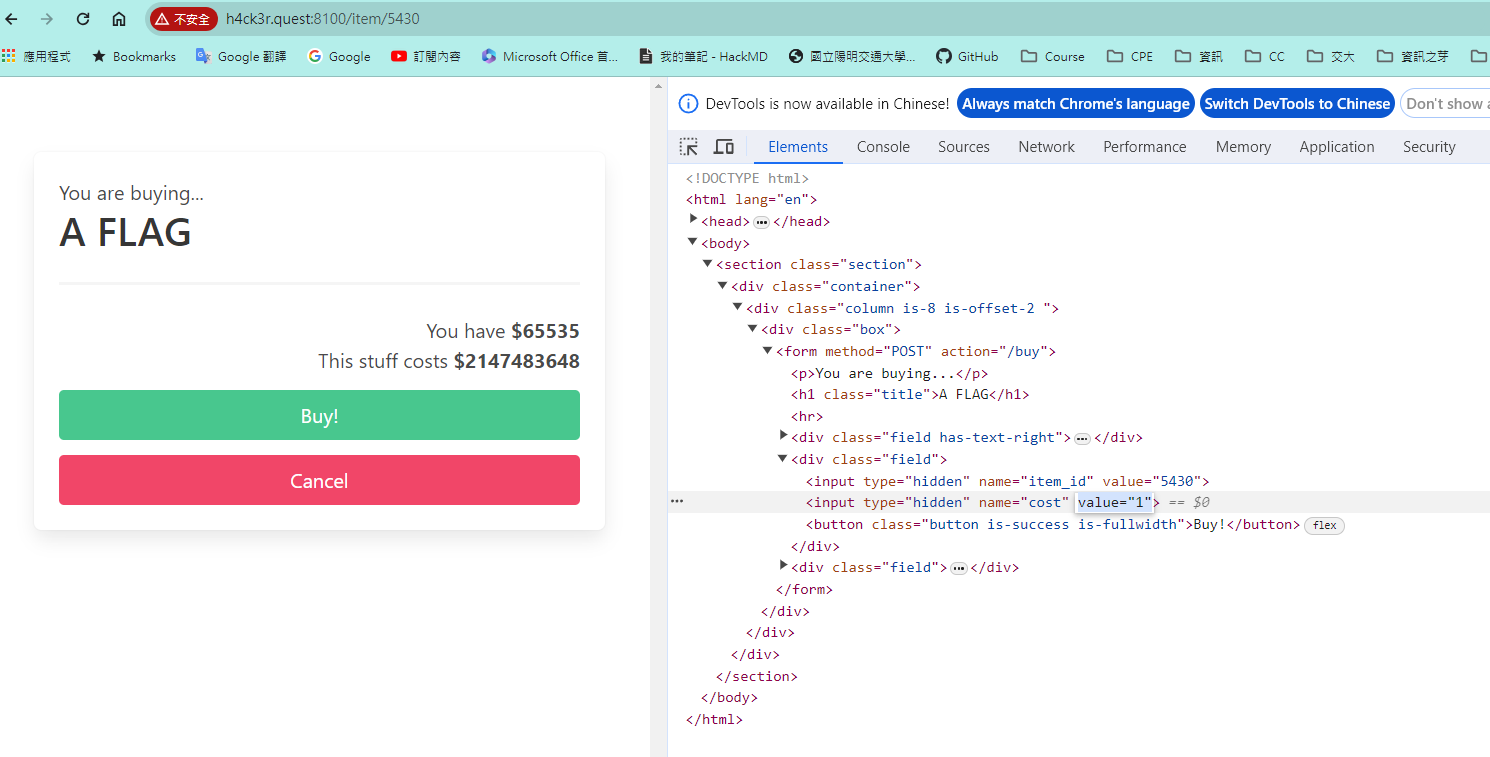 不安全 h4ck3r.quest:8100/item/5430
應用程式 Bookmarks Google 翻譯 Google 訂閱內容 Microsoft Office 首... 我的筆記 - HackMD 國立陽明交通大學... GitHub Course CPE 資訊 CC 交大 資訊之芽
You are buying...
A FLAG
You have $65535
This stuff costs $2147483648
Buy!
Cancel
DevTools is now available in Chinese! Always match Chrome's language Switch DevTools to Chinese Don't show
Elements Console Sources Network Performance Memory Application Security
<!DOCTYPE html>
<html lang="en">
<head> ••• </head>
<body>
<section class="section">
<div class="container">
<div class="column is-8 is-offset-2 ">
<div class="box">
<form method="POST" action="/buy">
<p>You are buying...</p>
<h1 class="title">A FLAG</h1>
<hr>
<div class="field has-text-right"> ••• </div>
<div class="field">
<input type="hidden" name="item_id" value="5430">
<input type="hidden" name="cost" value="1"> == $0
<button class="button is-success is-fullwidth">Buy!</button> flex
</div>
<div class="field"> ••• </div>
</form>
</div>
</div>
</div>
</section>
</body>
</html>